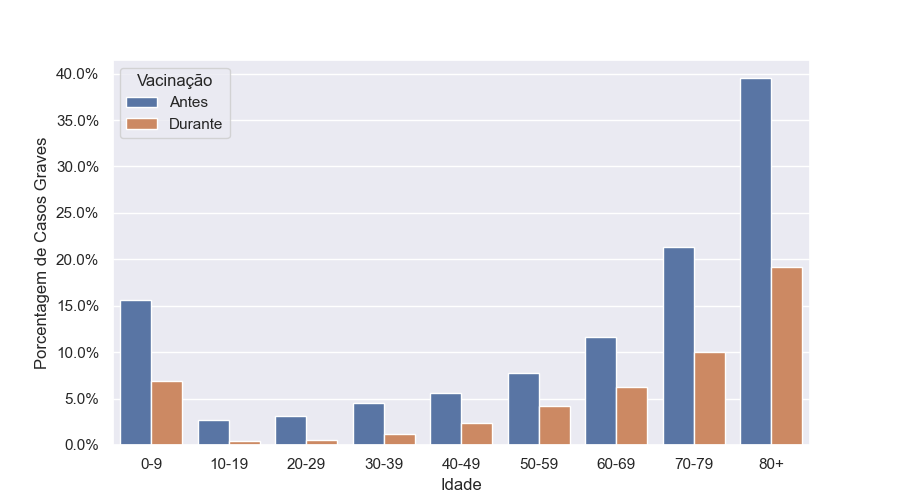 Vacinação
Antes
Durante
Porcentagem de Casos Graves
40.0%
35.0%
30.0%
25.0%
20.0%
15.0%
10.0%
5.0%
0.0%
0-9 10-19 20-29 30-39 40-49 50-59 60-69 70-79 80+
Idade